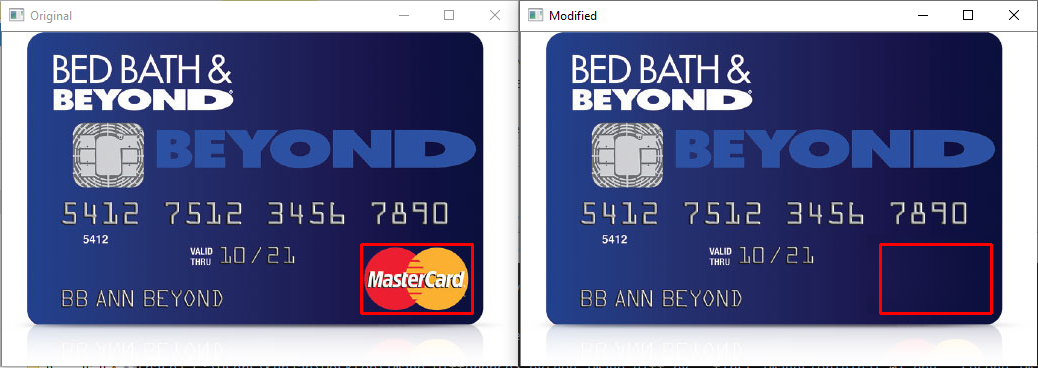 Original
BED BATH &
BEYOND
BEYOND
5412 7512 3456 7890
5412
VALID THRU 10/21
MasterCard
BB ANN BEYOND
Modified
BED BATH &
BEYOND
BEYOND
5412 7512 3456 7890
5412
VALID THRU 10/21
BB ANN BEYOND